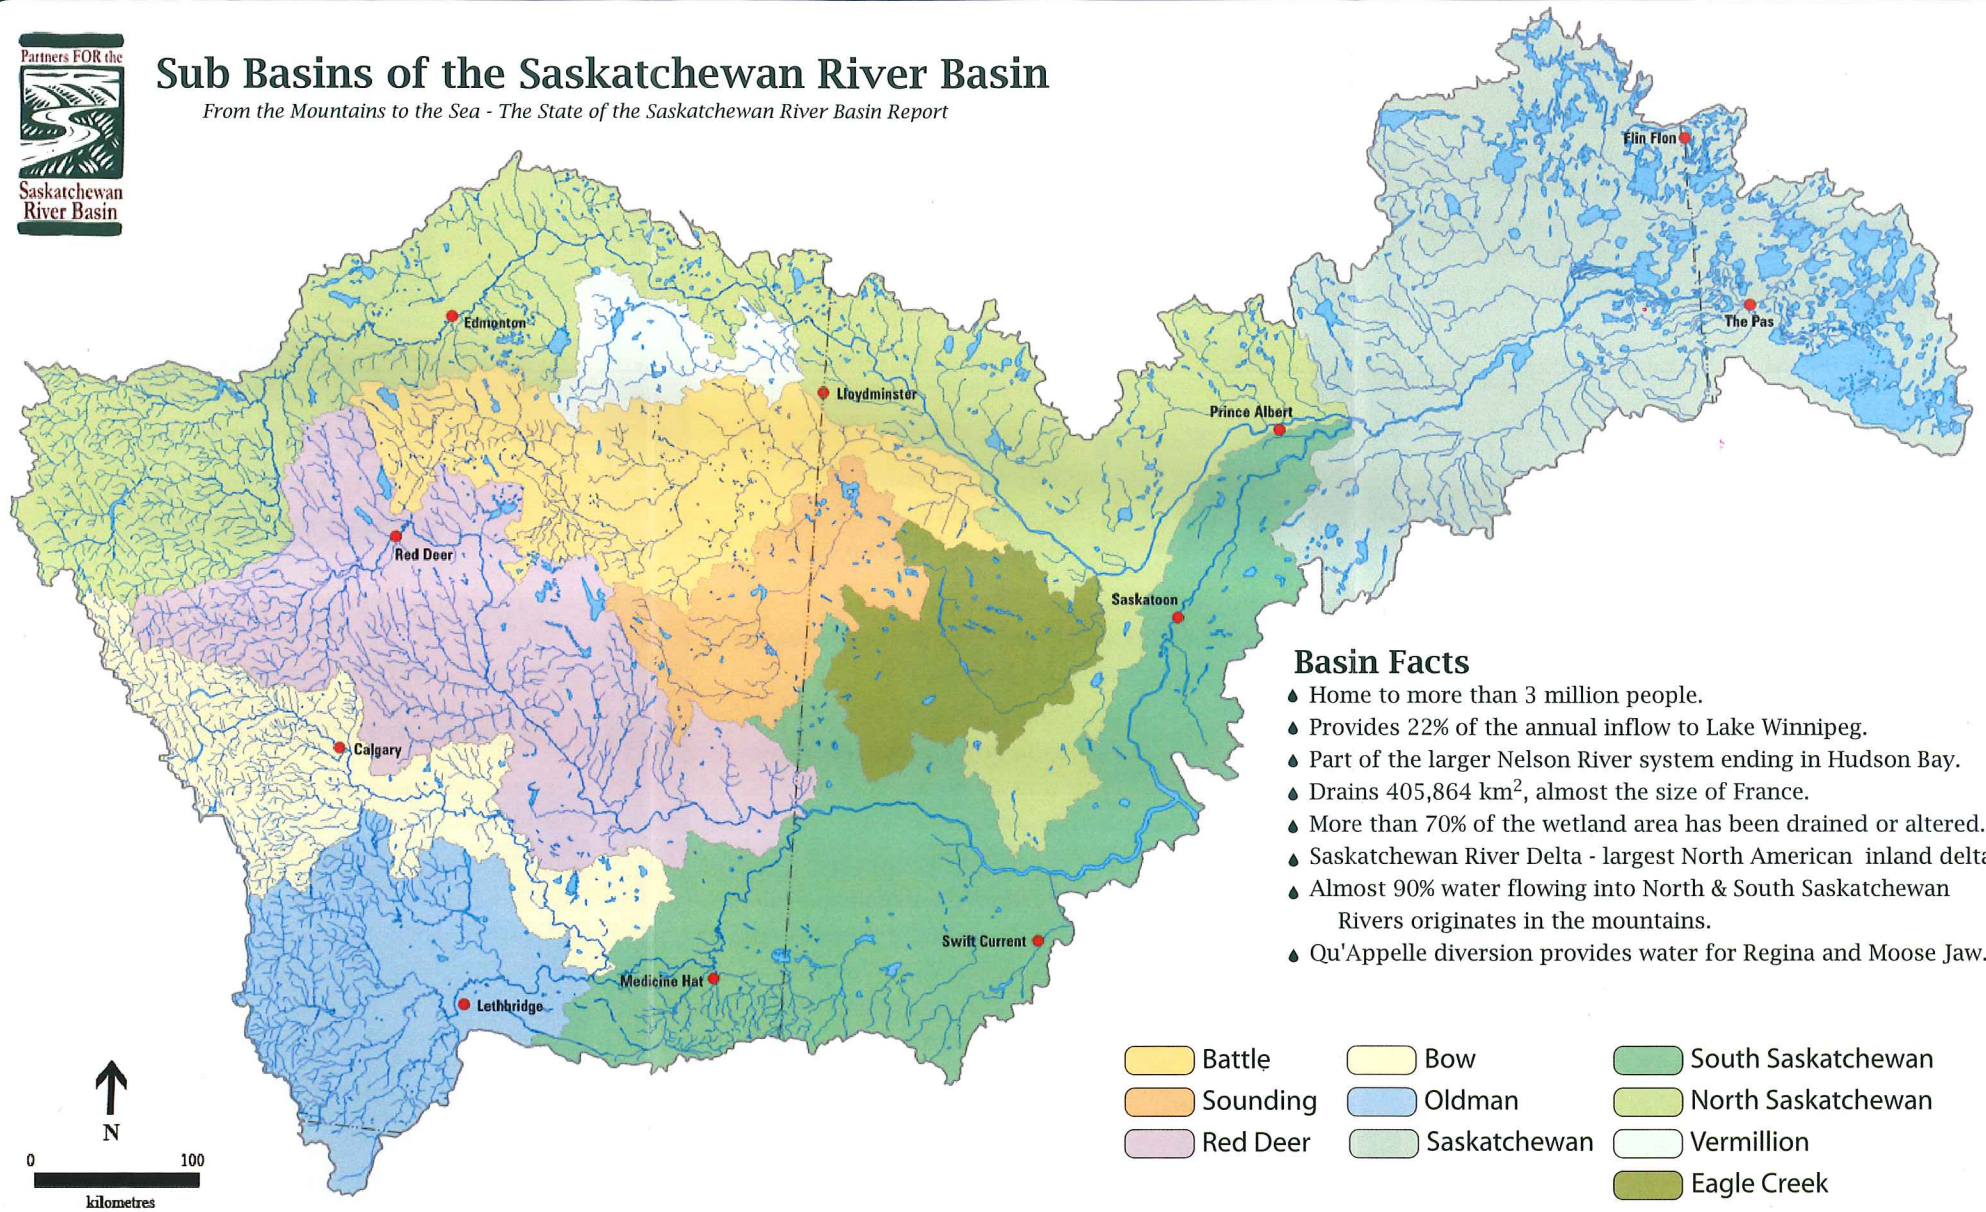 Partners FOR the
Saskatchewan
River Basin
Sub Basins of the Saskatchewan River Basin
From the Mountains to the Sea - The State of the Saskatchewan River Basin Report
Flin Flon
The Pas
Edmonton
Lloydminster
Prince Albert
Red Deer
Saskatoon
Calgary
Swift Current
Medicine Hat
Lethbridge
Basin Facts
Home to more than 3 million people.
Provides 22% of the annual inflow to Lake Winnipeg.
Part of the larger Nelson River system ending in Hudson Bay.
Drains 405,864 km², almost the size of France.
More than 70% of the wetland area has been drained or altered.
Saskatchewan River Delta - largest North American inland delta
Almost 90% water flowing into North & South Saskatchewan
Rivers originates in the mountains.
Qu'Appelle diversion provides water for Regina and Moose Jaw.
Battle
Sounding
Red Deer
Bow
Oldman
Saskatchewan
South Saskatchewan
North Saskatchewan
Vermillion
Eagle Creek
N
0 100
kilometres